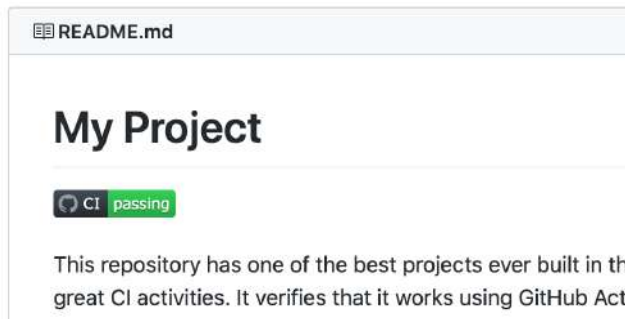 README.md
My Project
CI passing
This repository has one of the best projects ever built in th
great CI activities. It verifies that it works using GitHub Act